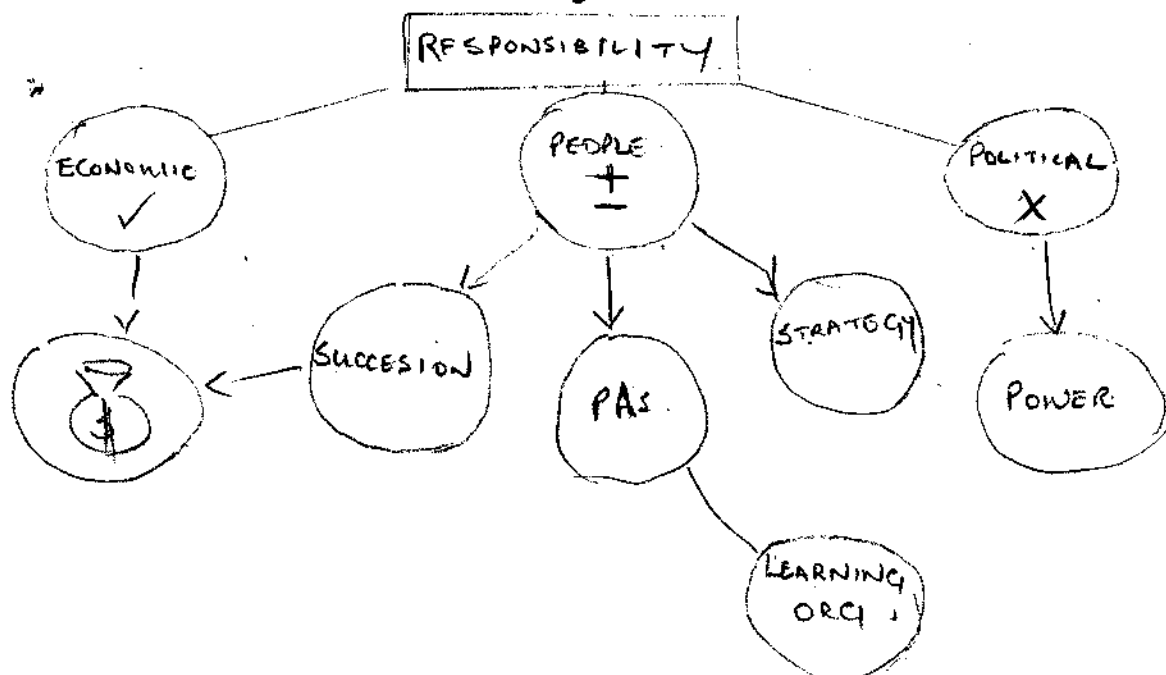 RESPONSIBILITY
ECONOMIC
✓
PEOPLE
+
-
POLITICAL
X
$
SUCCESION
PAs
STRATEGY
POWER
LEARNING
ORG.